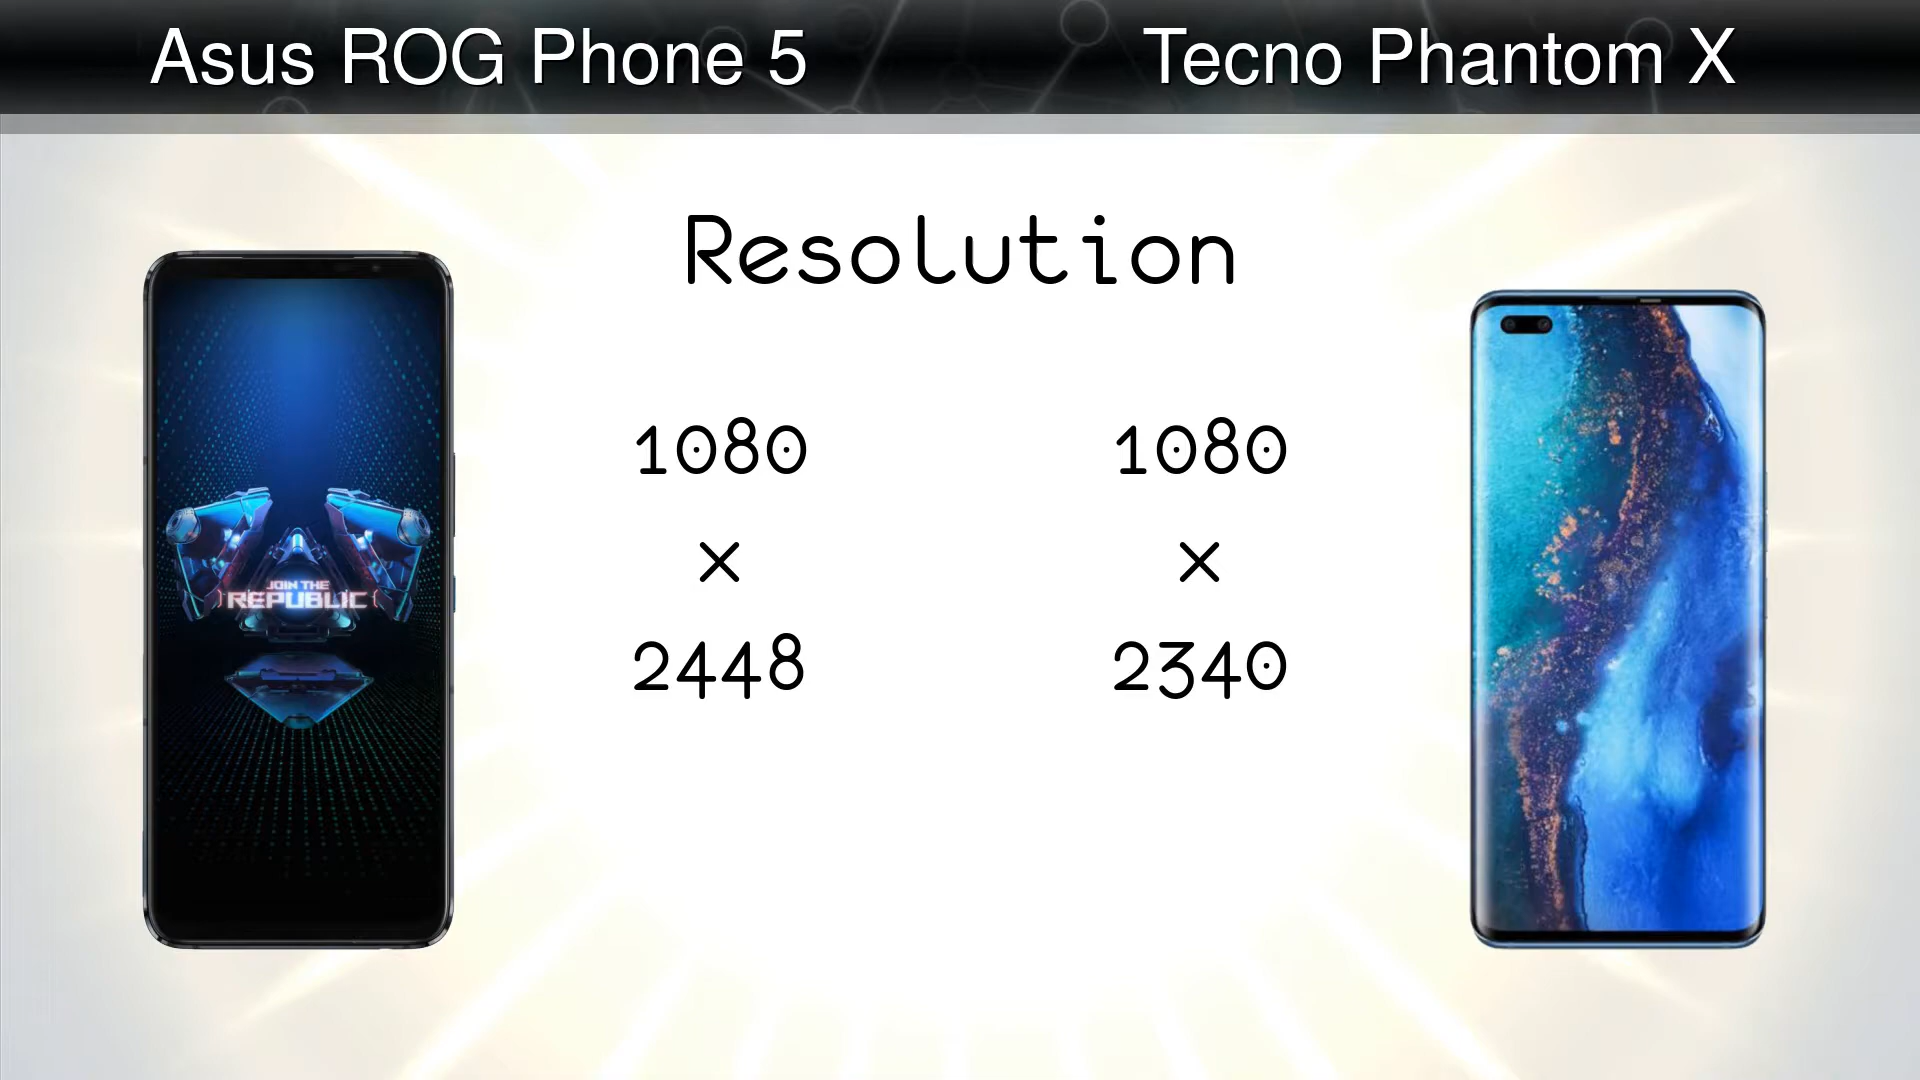 Asus ROG Phone 5
Tecno Phantom X
Resolution
1080
×
2448
1080
×
2340
JOIN THE
REPUBLIC